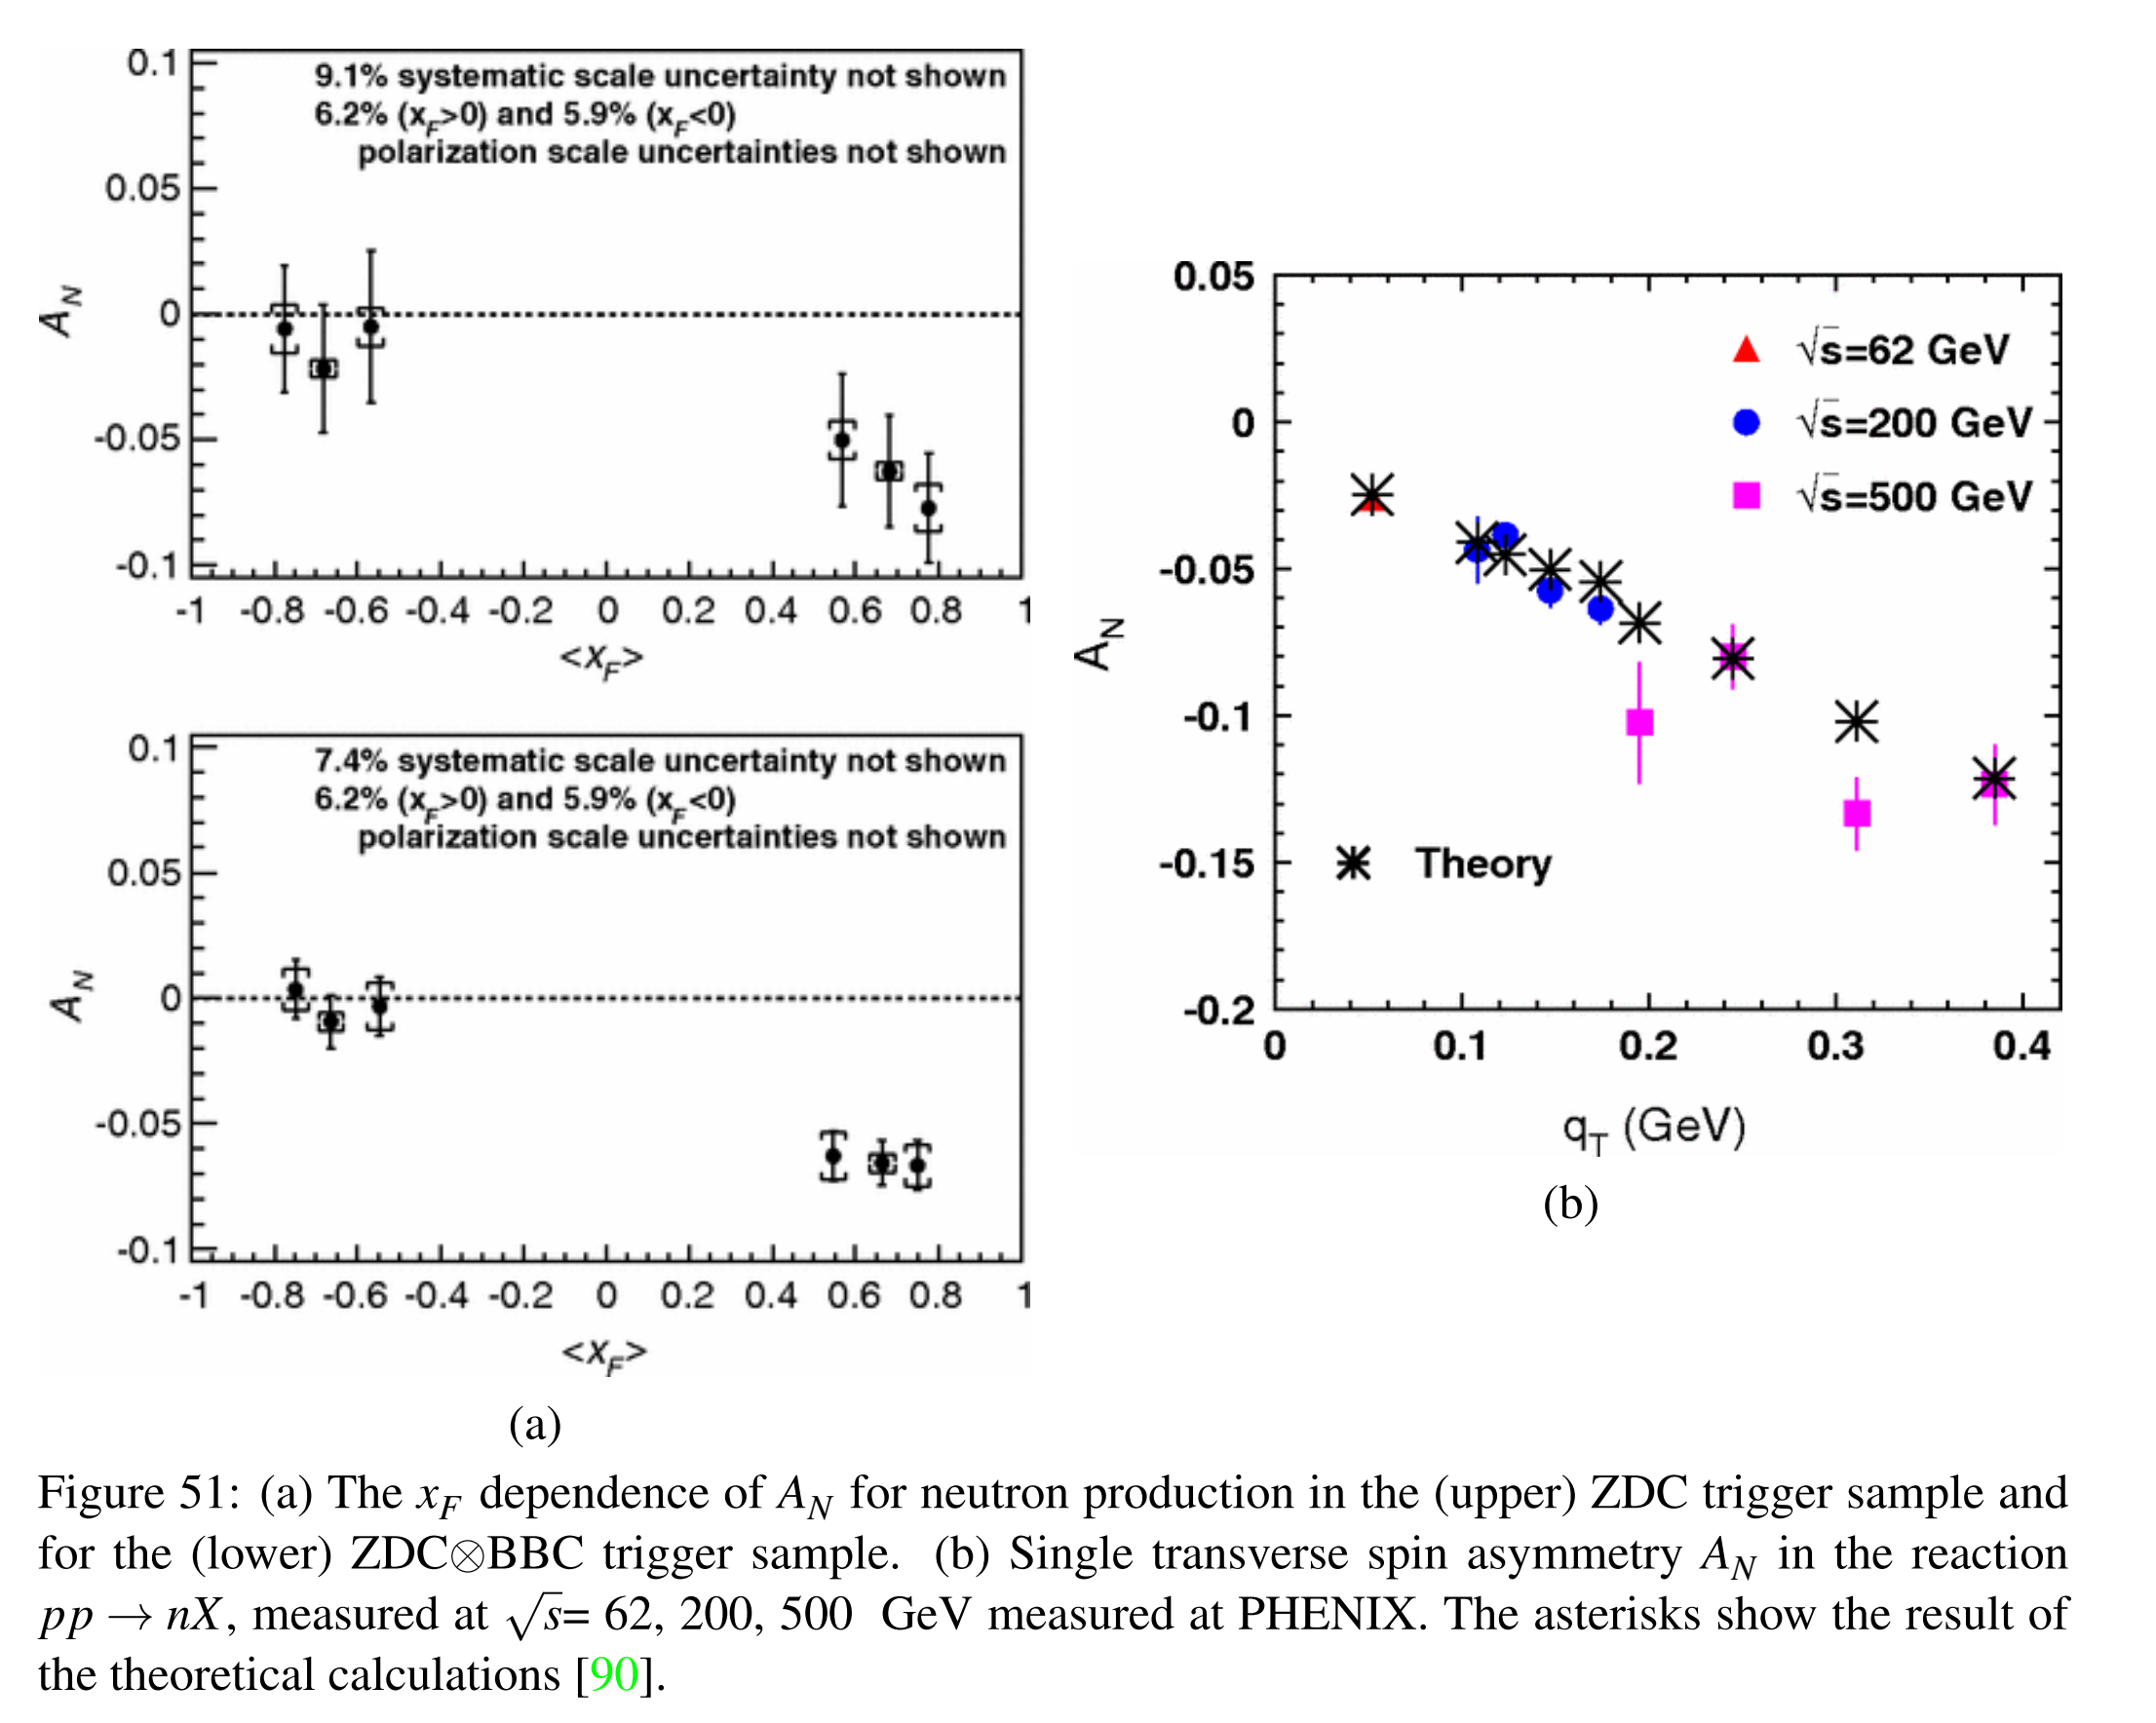 0.1
9.1% systematic scale uncertainty not shown
6.2% (x_F>0) and 5.9% (x_F<0)
polarization scale uncertainties not shown
0.05
A_N
0
-0.05
-0.1
-1 -0.8 -0.6 -0.4 -0.2 0 0.2 0.4 0.6 0.8 1
<x_F>
0.1
7.4% systematic scale uncertainty not shown
6.2% (x_F>0) and 5.9% (x_F<0)
polarization scale uncertainties not shown
0.05
A_N
0
-0.05
-0.1
-1 -0.8 -0.6 -0.4 -0.2 0 0.2 0.4 0.6 0.8 1
<x_F>
(a)
0.05
√s=62 GeV
0
√s=200 GeV
√s=500 GeV
-0.05
A_N
-0.1
-0.15
Theory
-0.2
0 0.1 0.2 0.3 0.4
q_T (GeV)
(b)
Figure 51: (a) The x_F dependence of A_N for neutron production in the (upper) ZDC trigger sample and
for the (lower) ZDC⊗BBC trigger sample. (b) Single transverse spin asymmetry A_N in the reaction
pp → nX, measured at √s= 62, 200, 500 GeV measured at PHENIX. The asterisks show the result of
the theoretical calculations [90].